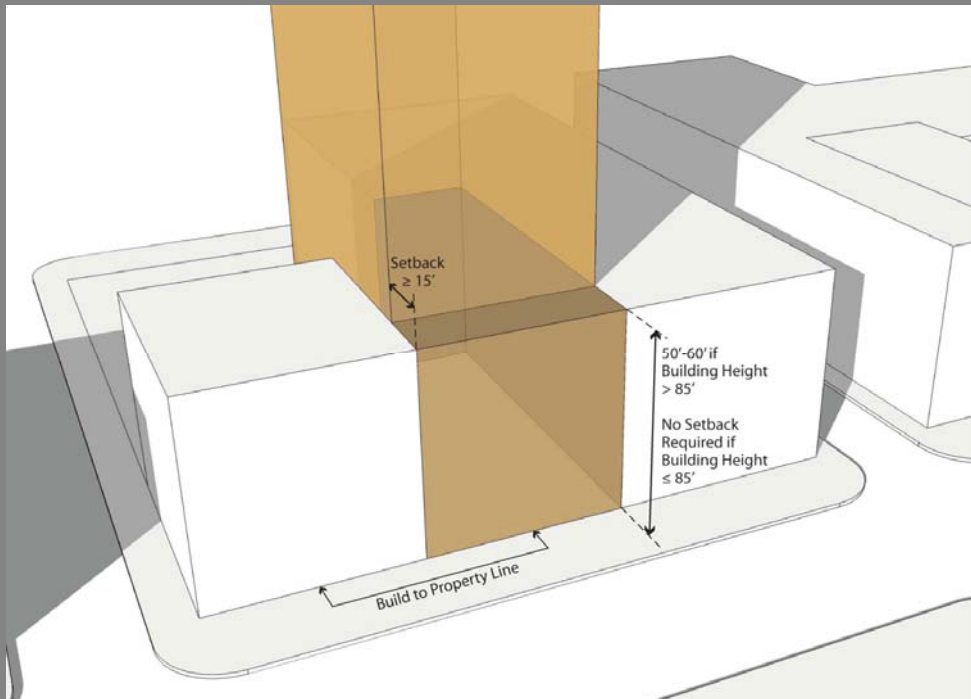 Setback
≥ 15'
50'-60' if
Building Height
> 85'
No Setback
Required if
Building Height
≤ 85'
Build to Property Line